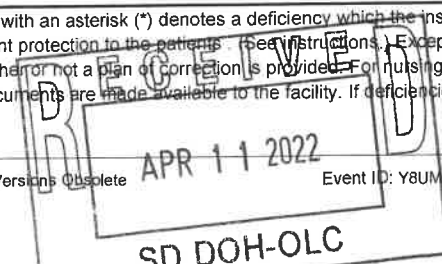 with an asterisk (*) denotes a deficiency which the ins
nt protection to the patients . (See instructions.) Excep
her or not a plan of correction is provided. For nursing
cuments are made available to the facility. If deficienci
RECEIVED
APR 11 2022
Versions Obsolete
Event ID: Y8UM
SD DOH-OLC